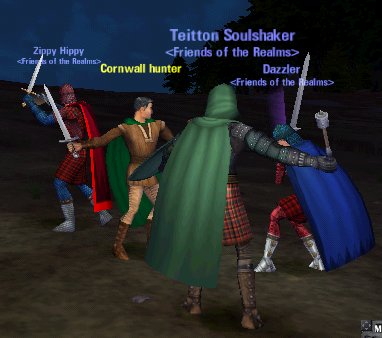 Teitton Soulshaker
<Friends of the Realms>
Zippy Hippy
<Friends of the Realms>
Cornwall hunter
Dazzler
<Friends of the Realms>
M